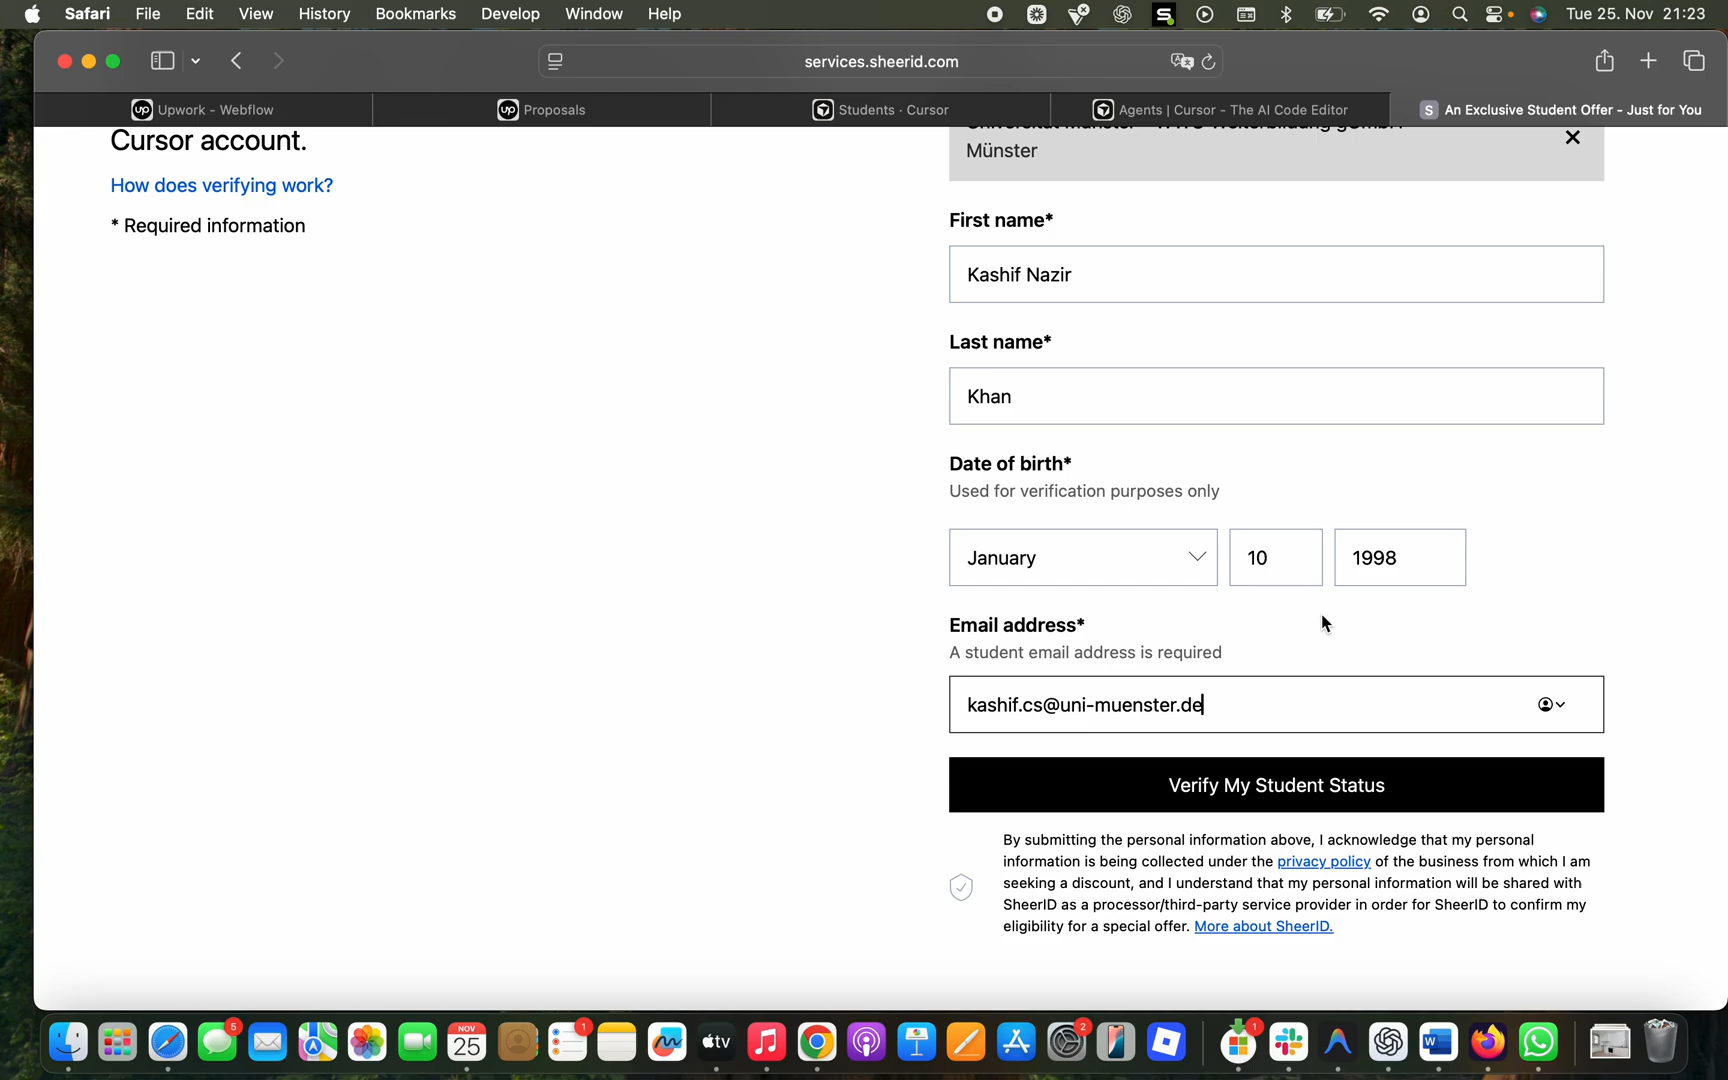 Safari File Edit View History Bookmarks Develop Window Help Tue 25. Nov 21:23
services.sheerid.com
Upwork - Webflow Proposals Students · Cursor Agents | Cursor - The AI Code Editor S An Exclusive Student Offer - Just for You
Cursor account.
How does verifying work?
* Required information
Münster
First name*
Kashif Nazir
Last name*
Khan
Date of birth*
Used for verification purposes only
January 10 1998
Email address*
A student email address is required
kashif.cs@uni-muenster.de
Verify My Student Status
By submitting the personal information above, I acknowledge that my personal
information is being collected under the privacy policy of the business from which I am
seeking a discount, and I understand that my personal information will be shared with
SheerID as a processor/third-party service provider in order for SheerID to confirm my
eligibility for a special offer. More about SheerID.
5 NOV 25 1 tv 2 1